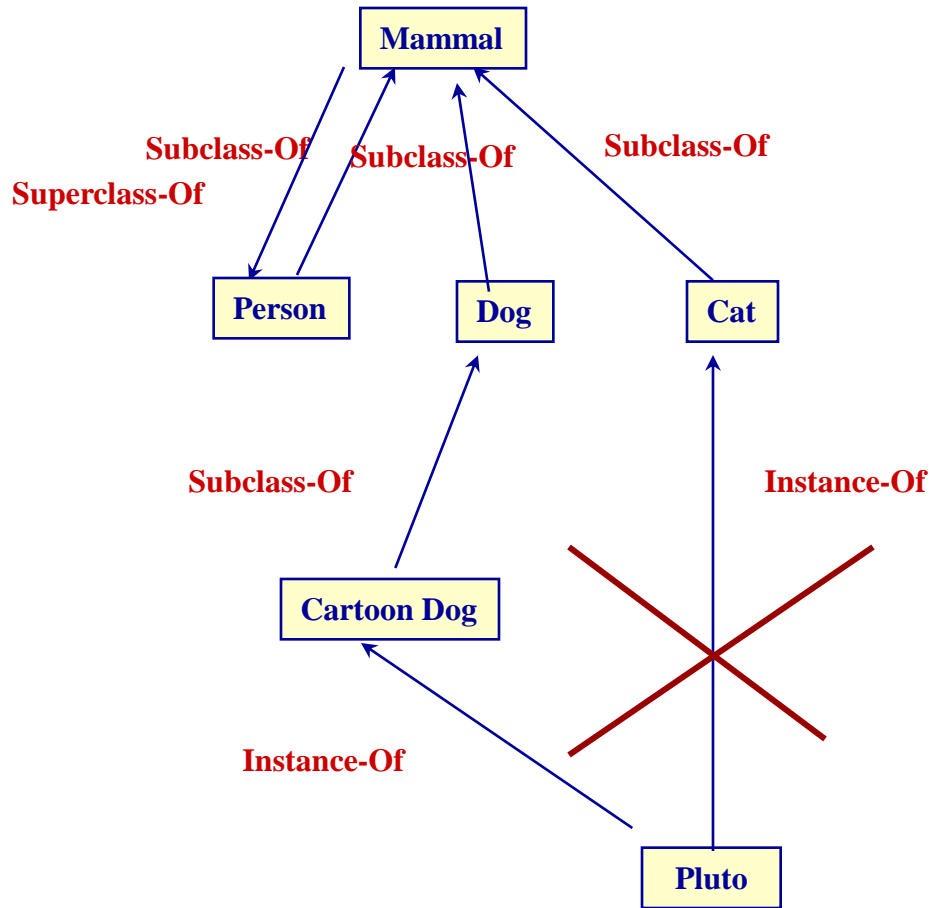 Mammal
Subclass-Of
Subclass-Of
Subclass-Of
Superclass-Of
Person
Dog
Cat
Subclass-Of
Instance-Of
Cartoon Dog
Instance-Of
Pluto